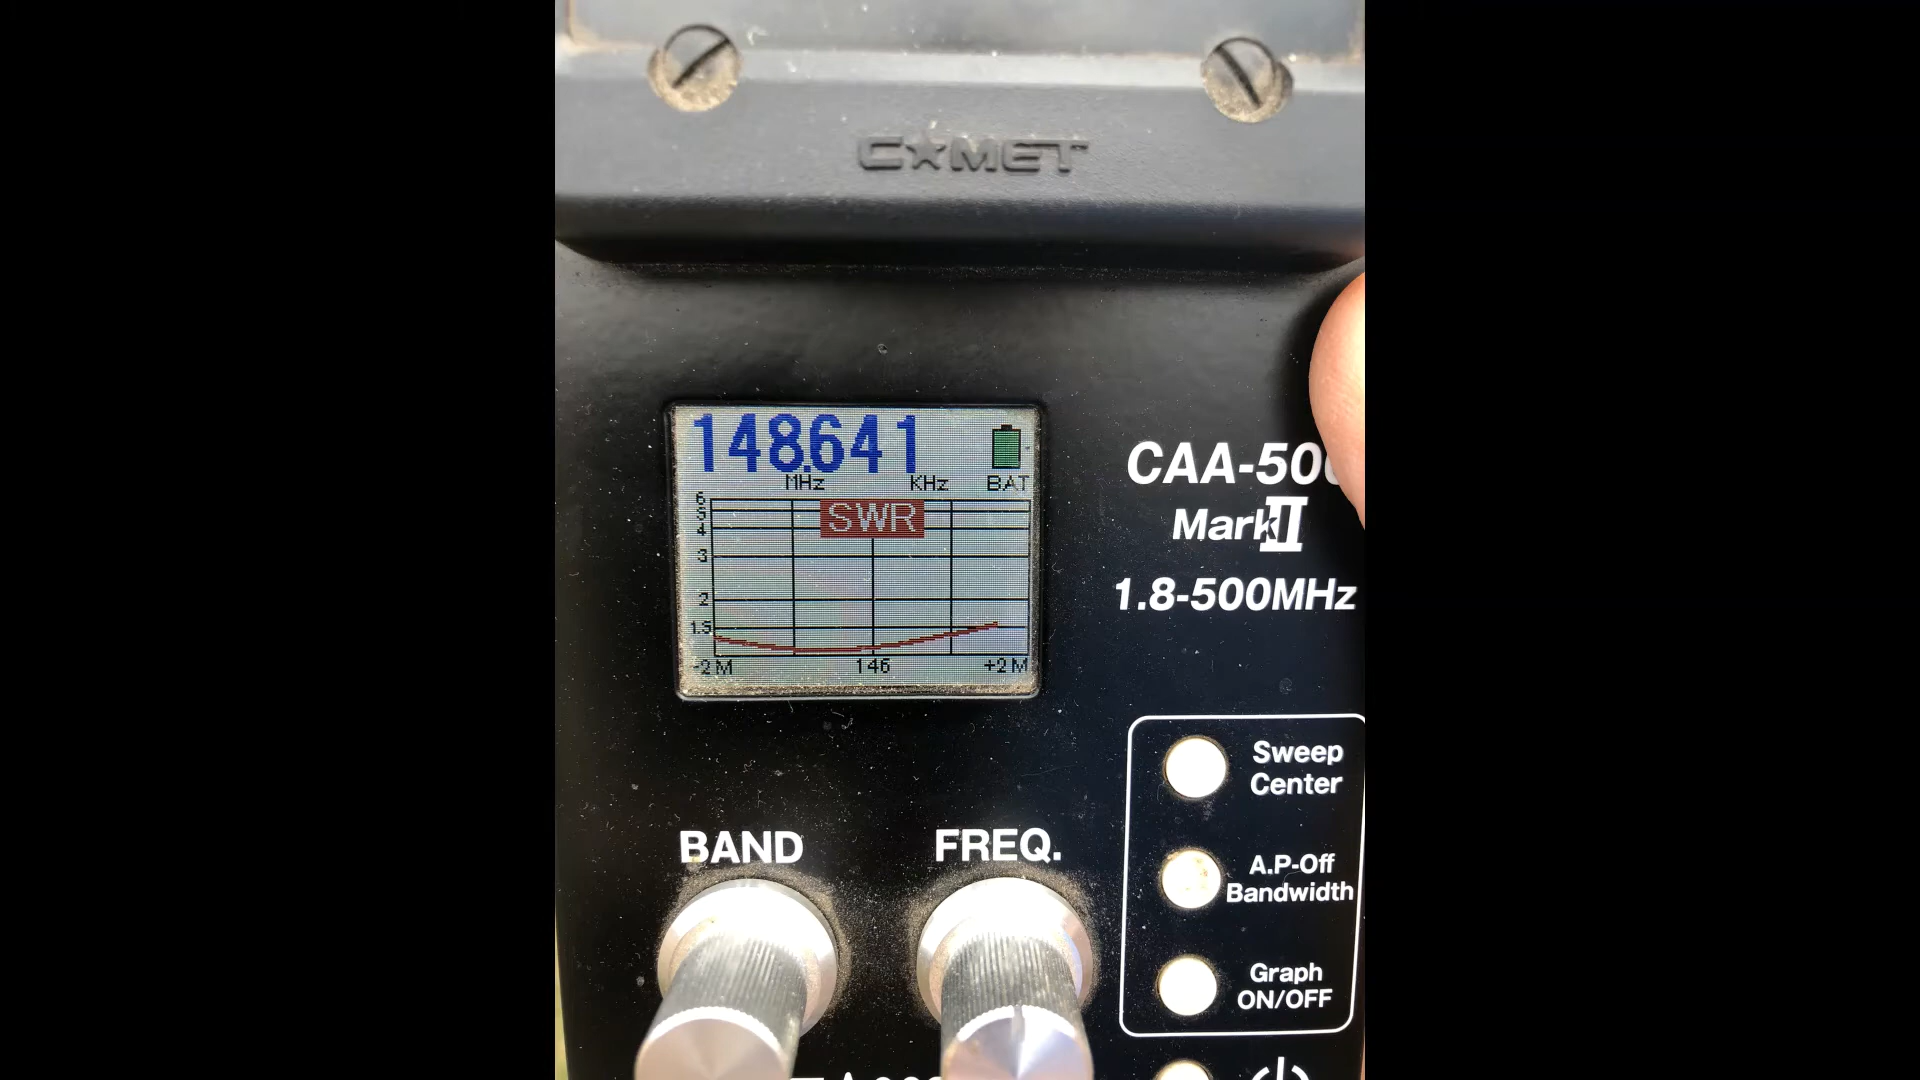 C★MET
148.641
MHz KHz BAT
6
5
4
SWR
3
2
1.5
-2M 146 +2M
CAA-50
Mark II
1.8-500MHz
Sweep
Center
A.P-Off
Bandwidth
Graph
ON/OFF
BAND FREQ.